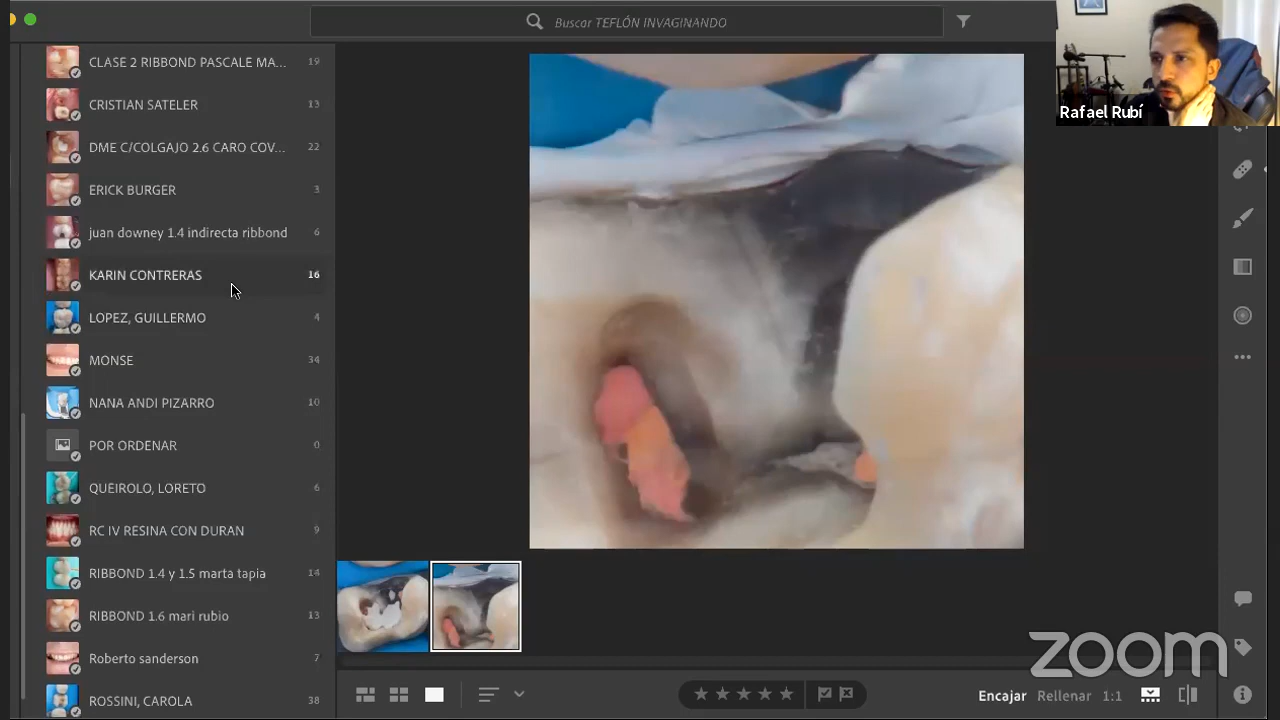 Buscar TEFLÓN INVAGINANDO
Rafael Rubí
CLASE 2 RIBBOND PASCALE MA... 19
CRISTIAN SATELER 13
DME C/COLGAJO 2.6 CARO COV... 22
ERICK BURGER 3
juan downey 1.4 indirecta ribbond 6
KARIN CONTRERAS 16
LOPEZ, GUILLERMO 4
MONSE 34
NANA ANDI PIZARRO 10
POR ORDENAR 0
QUEIROLO, LORETO 6
RC IV RESINA CON DURAN 9
RIBBOND 1.4 y 1.5 marta tapia 14
RIBBOND 1.6 mari rubio 13
Roberto sanderson 7
ROSSINI, CAROLA 38
zoom
Encajar Rellenar 1:1